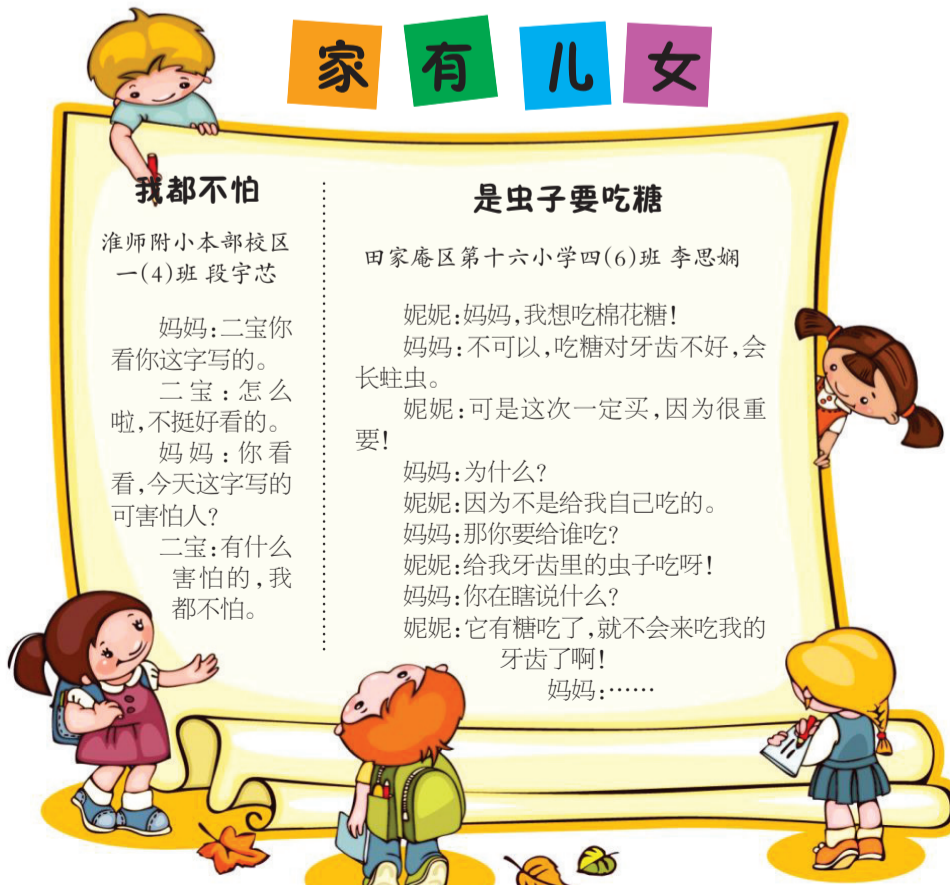 家有儿女
我都不怕
淮师附小本部校区
一(4)班 段宇芯
妈妈:二宝你
看你这字写的。
二宝:怎么
啦,不挺好看的。
妈妈:你看
看,今天这字写的
可害怕人?
二宝:有什么
害怕的,我
都不怕。
是虫子要吃糖
田家庵区第十六小学四(6)班 李思娴
妮妮:妈妈,我想吃棉花糖!
妈妈:不可以,吃糖对牙齿不好,会
长蛀虫。
妮妮:可是这次一定买,因为很重
要!
妈妈:为什么?
妮妮:因为不是给我自己吃的。
妈妈:那你要给谁吃?
妮妮:给我牙齿里的虫子吃呀!
妈妈:你在瞎说什么?
妮妮:它有糖吃了,就不会来吃我的
牙齿了啊!
妈妈:……